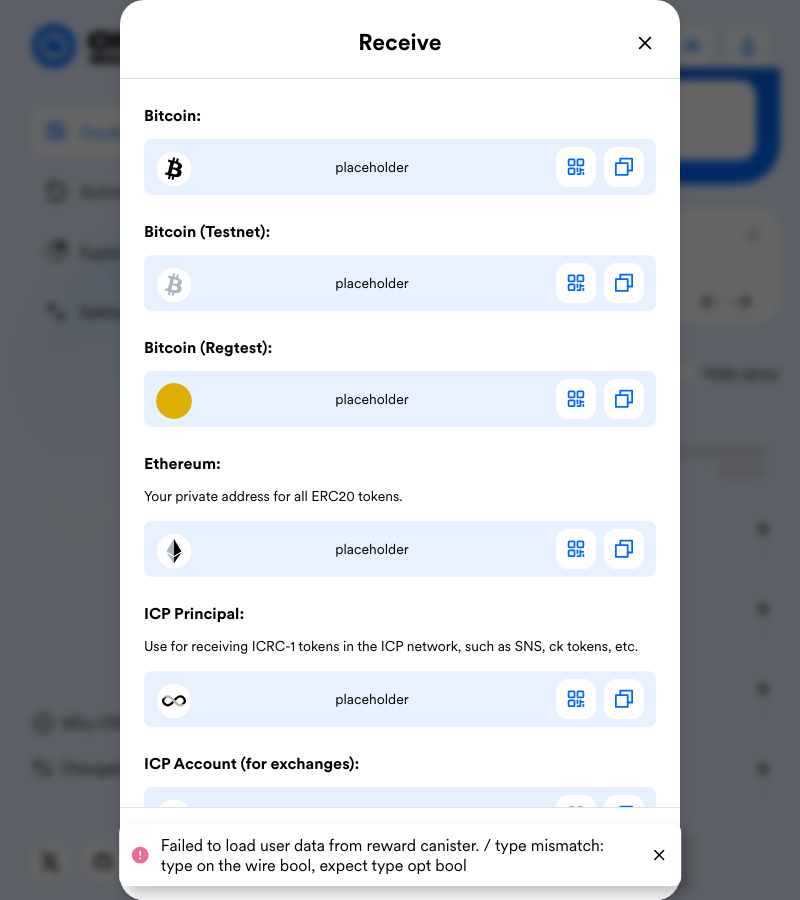 Receive
Bitcoin:
placeholder
Bitcoin (Testnet):
placeholder
Bitcoin (Regtest):
placeholder
Ethereum:
Your private address for all ERC20 tokens.
placeholder
ICP Principal:
Use for receiving ICRC-1 tokens in the ICP network, such as SNS, ck tokens, etc.
placeholder
ICP Account (for exchanges):
Failed to load user data from reward canister. / type mismatch:
type on the wire bool, expect type opt bool